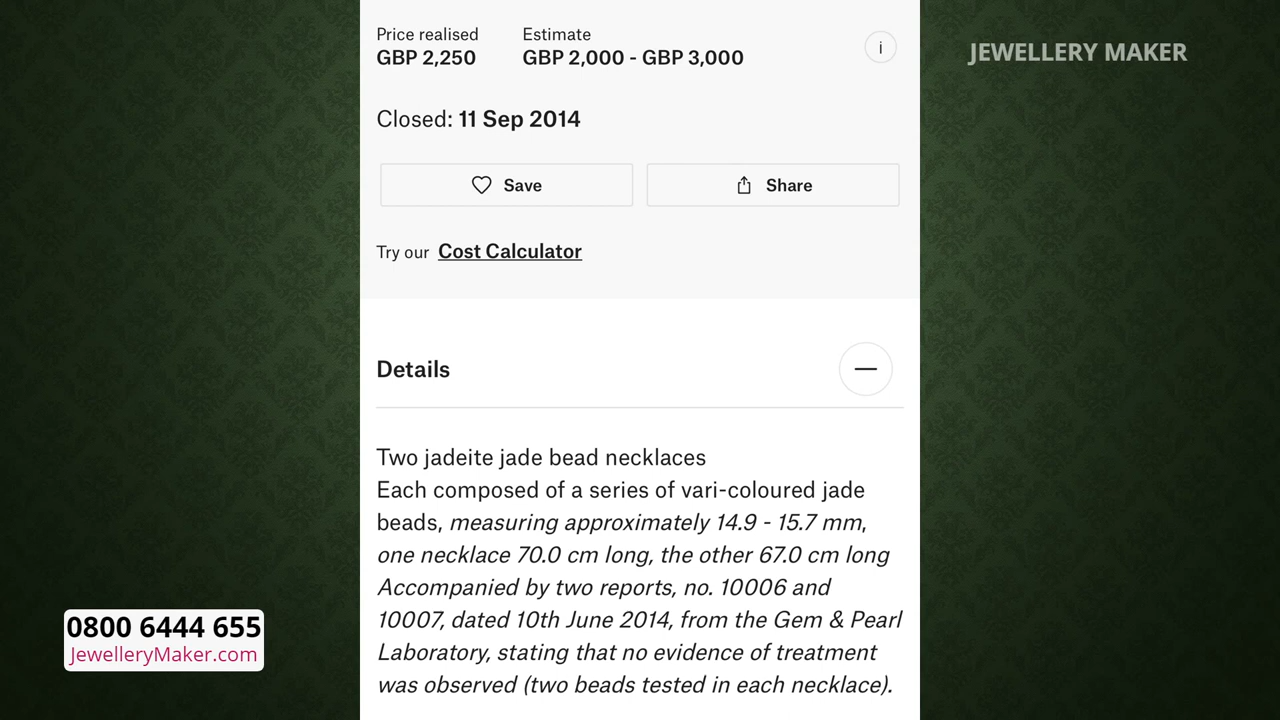 Price realised Estimate
GBP 2,250 GBP 2,000 - GBP 3,000
i
JEWELLERY MAKER
Closed: 11 Sep 2014
Save
Share
Try our Cost Calculator
Details
Two jadeite jade bead necklaces
Each composed of a series of vari-coloured jade
beads, measuring approximately 14.9 - 15.7 mm,
one necklace 70.0 cm long, the other 67.0 cm long
Accompanied by two reports, no. 10006 and
10007, dated 10th June 2014, from the Gem & Pearl
Laboratory, stating that no evidence of treatment
was observed (two beads tested in each necklace).
0800 6444 655
JewelleryMaker.com